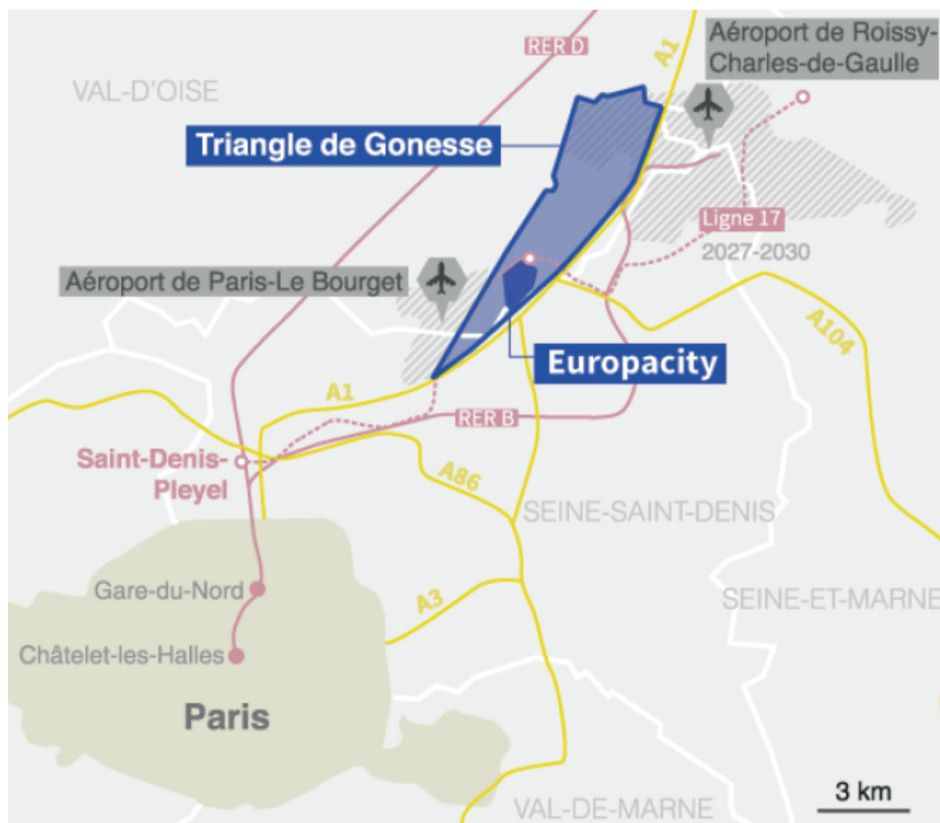 RER D
A1
Aéroport de Roissy-
Charles-de-Gaulle
VAL-D'OISE
Triangle de Gonesse
Ligne 17
2027-2030
Aéroport de Paris-Le Bourget
A104
Europacity
A1
RER B
Saint-Denis-
Pleyel
A86
SEINE-SAINT-DENIS
Gare-du-Nord
A3
SEINE-ET-MARNE
Châtelet-les-Halles
Paris
3 km
VAL-DE-MARNE